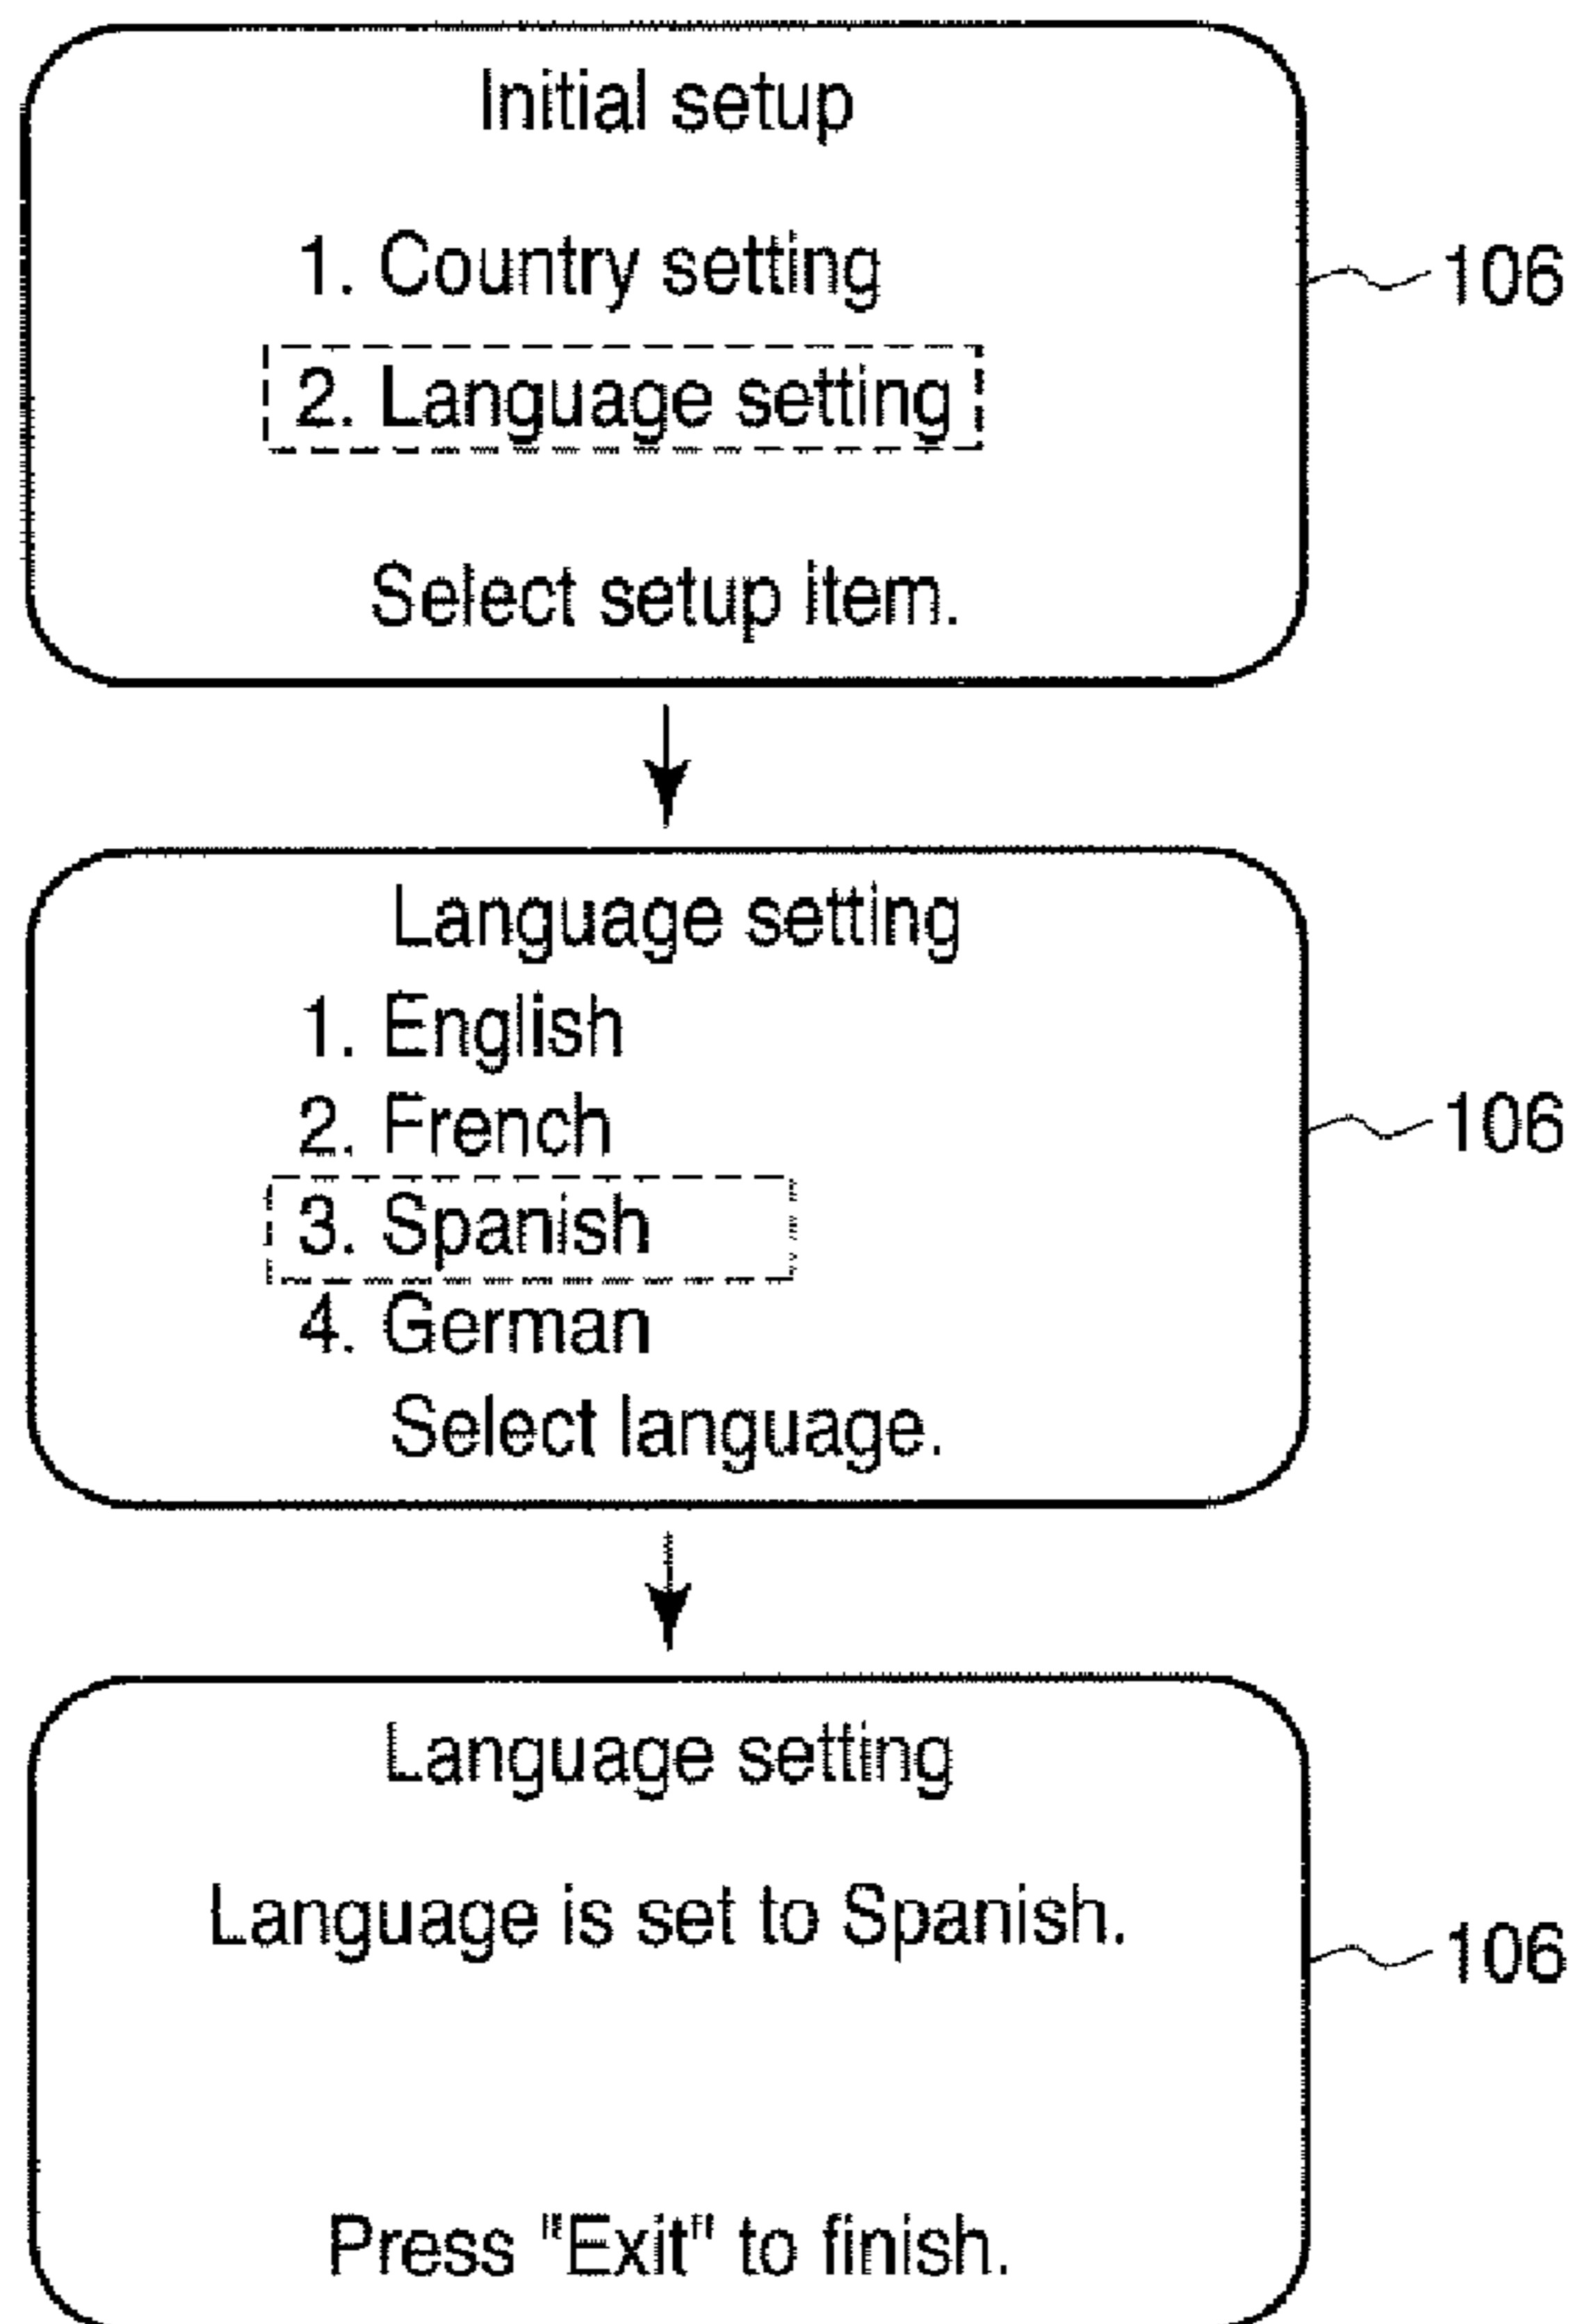 Initial setup
1. Country setting
106
2. Language setting
Select setup item.
Language setting
1. English
2. French
106
3. Spanish
4. German
Select language.
Language setting
Language is set to Spanish.
106
Press "Exit" to finish.